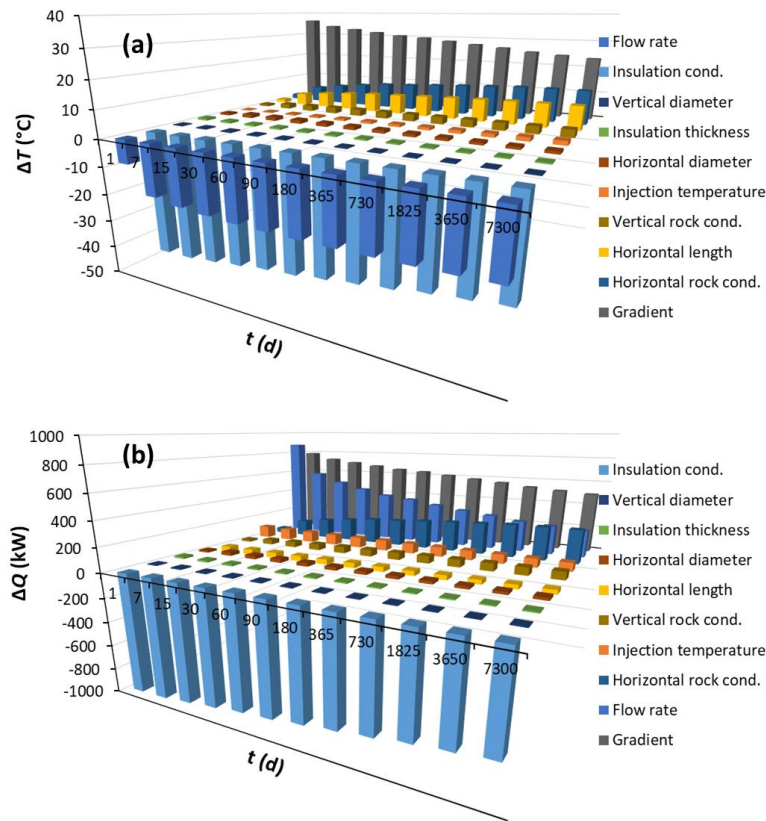 (a)
ΔT (°C)
40
30
20
10
0
-10
-20
-30
-40
-50
1
7
15
30
60
90
180
365
730
1825
3650
7300
t (d)
Flow rate
Insulation cond.
Vertical diameter
Insulation thickness
Horizontal diameter
Injection temperature
Vertical rock cond.
Horizontal length
Horizontal rock cond.
Gradient
(b)
ΔQ (kW)
1000
800
600
400
200
0
-200
-400
-600
-800
-1000
1
7
15
30
60
90
180
365
730
1825
3650
7300
t (d)
Insulation cond.
Vertical diameter
Insulation thickness
Horizontal diameter
Horizontal length
Vertical rock cond.
Injection temperature
Horizontal rock cond.
Flow rate
Gradient